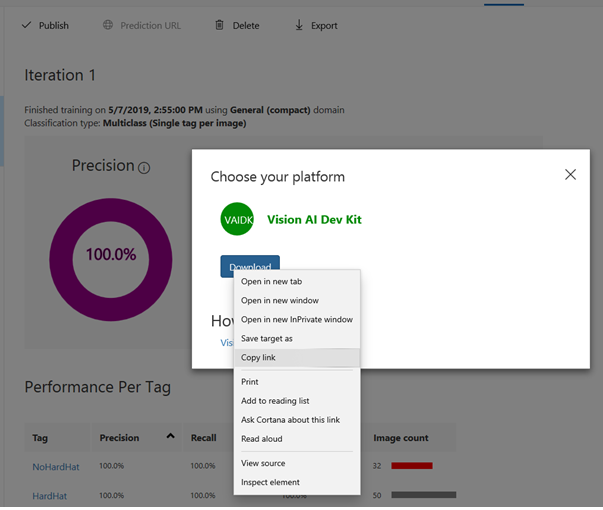 Publish
Prediction URL
Delete
Export
Iteration 1
Finished training on 5/7/2019, 2:55:00 PM using General (compact) domain
Classification type: Multiclass (Single tag per image)
Precision
100.0%
Choose your platform
VAIDK
Vision AI Dev Kit
Download
Open in new tab
Open in new window
Open in new InPrivate window
Save target as
Copy link
Print
Add to reading list
Ask Cortana about this link
Read aloud
View source
Inspect element
Performance Per Tag
Tag Precision Recall Image count
NoHardHat 100.0% 100.0% 32
HardHat 100.0% 100.0% 100.0% 50